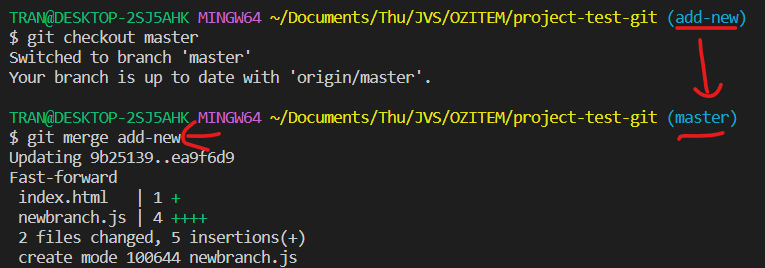 TRAN@DESKTOP-2SJ5AHK MINGW64 ~/Documents/Thu/JVS/OZITEM/project-test-git (add-new)
$ git checkout master
Switched to branch 'master'
Your branch is up to date with 'origin/master'.
TRAN@DESKTOP-2SJ5AHK MINGW64 ~/Documents/Thu/JVS/OZITEM/project-test-git (master)
$ git merge add-new
Updating 9b25139..ea9f6d9
Fast-forward
 index.html   | 1 +
 newbranch.js | 4 ++++
 2 files changed, 5 insertions(+)
 create mode 100644 newbranch.js